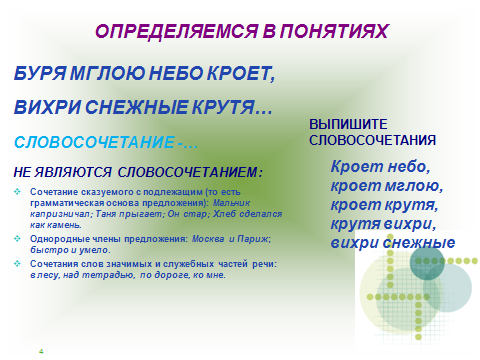 ОПРЕДЕЛЯЕМСЯ В ПОНЯТИЯХ
БУРЯ МГЛОЮ НЕБО КРОЕТ,
ВИХРИ СНЕЖНЫЕ КРУТЯ…
СЛОВОСОЧЕТАНИЕ -…
НЕ ЯВЛЯЮТСЯ СЛОВОСОЧЕТАНИЕМ:
Сочетание сказуемого с подлежащим (то есть
грамматическая основа предложения): Мальчик
капризничал; Таня прыгает; Он стар; Хлеб сделался
как камень.
Однородные члены предложения: Москва и Париж;
быстро и умело.
Сочетания слов значимых и служебных частей речи:
в лесу, над тетрадью, по дороге, ко мне.
ВЫПИШИТЕ
СЛОВОСОЧЕТАНИЯ
Кроет небо,
кроет мглою,
кроет крутя,
крутя вихри,
вихри снежные
4